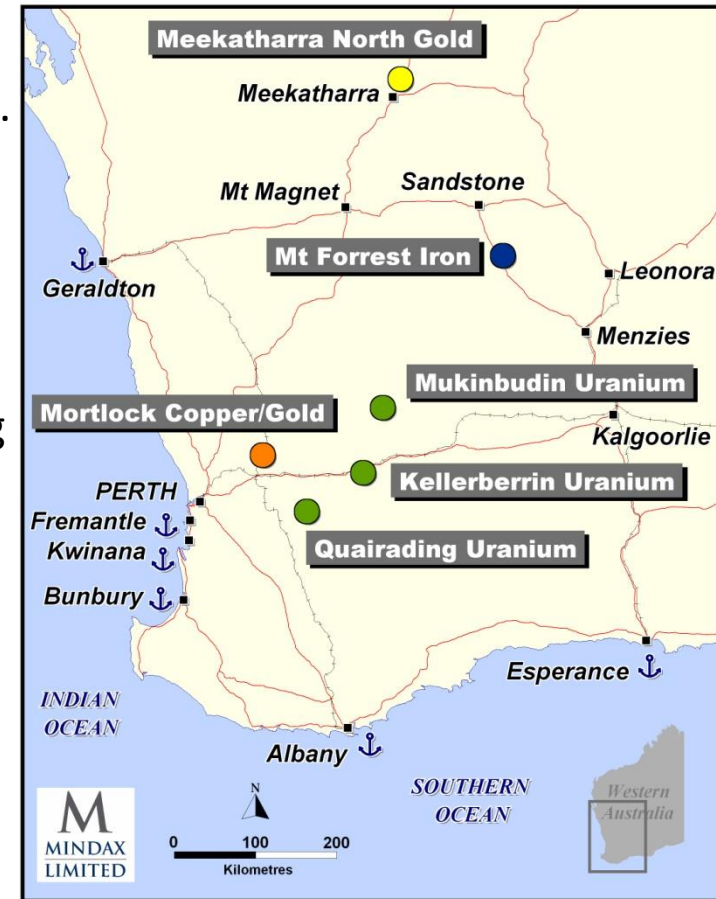 Meekatharra North Gold
Meekatharra
.
Mt Magnet
Sandstone
Mt Forrest Iron
Geraldton
Leonora
Menzies
Mukinbudin Uranium
Mortlock Copper/Gold
g
Kalgoorlie
Kellerberrin Uranium
PERTH
Fremantle
Kwinana
Quairading Uranium
Bunbury
Esperance
INDIAN
OCEAN
Albany
SOUTHERN
OCEAN
Western
Australia
N
M
MINDAX
LIMITED
0 100 200
Kilometres